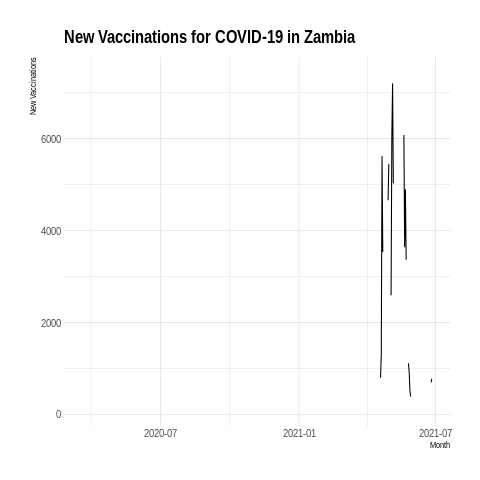 New Vaccinations for COVID-19 in Zambia
New Vaccinations
6000
4000
2000
0
2020-07
2021-01
2021-07
Month